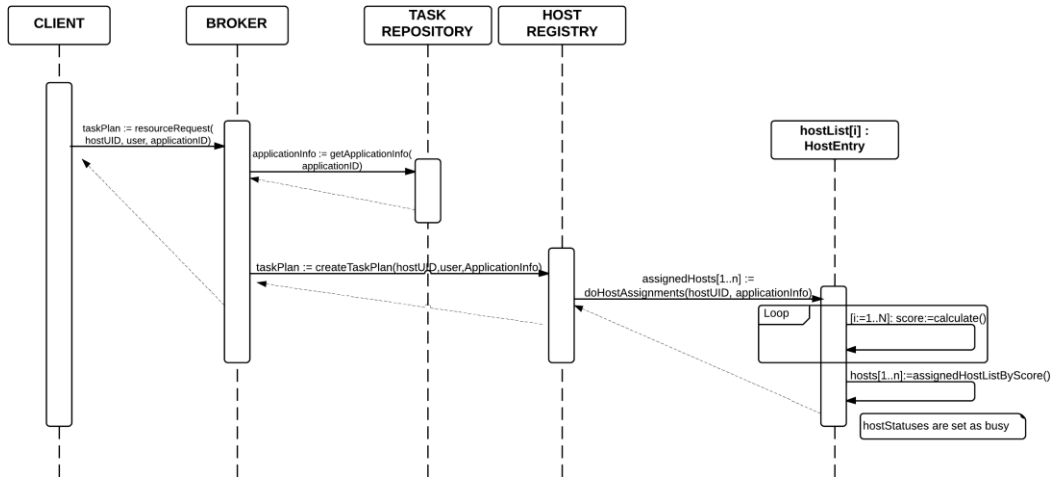 CLIENT
BROKER
TASK
REPOSITORY
HOST
REGISTRY
taskPlan := resourceRequest(
hostUID, user, applicationID)
hostList[i] :
HostEntry
applicationInfo := getApplicationInfo(
applicationID)
taskPlan := createTaskPlan(hostUID,user,ApplicationInfo)
assignedHosts[1..n] :=
doHostAssignments(hostUID, applicationInfo)
Loop
[i:=1..N]: score:=calculate()
hosts[1..n]:=assignedHostListByScore()
hostStatuses are set as busy